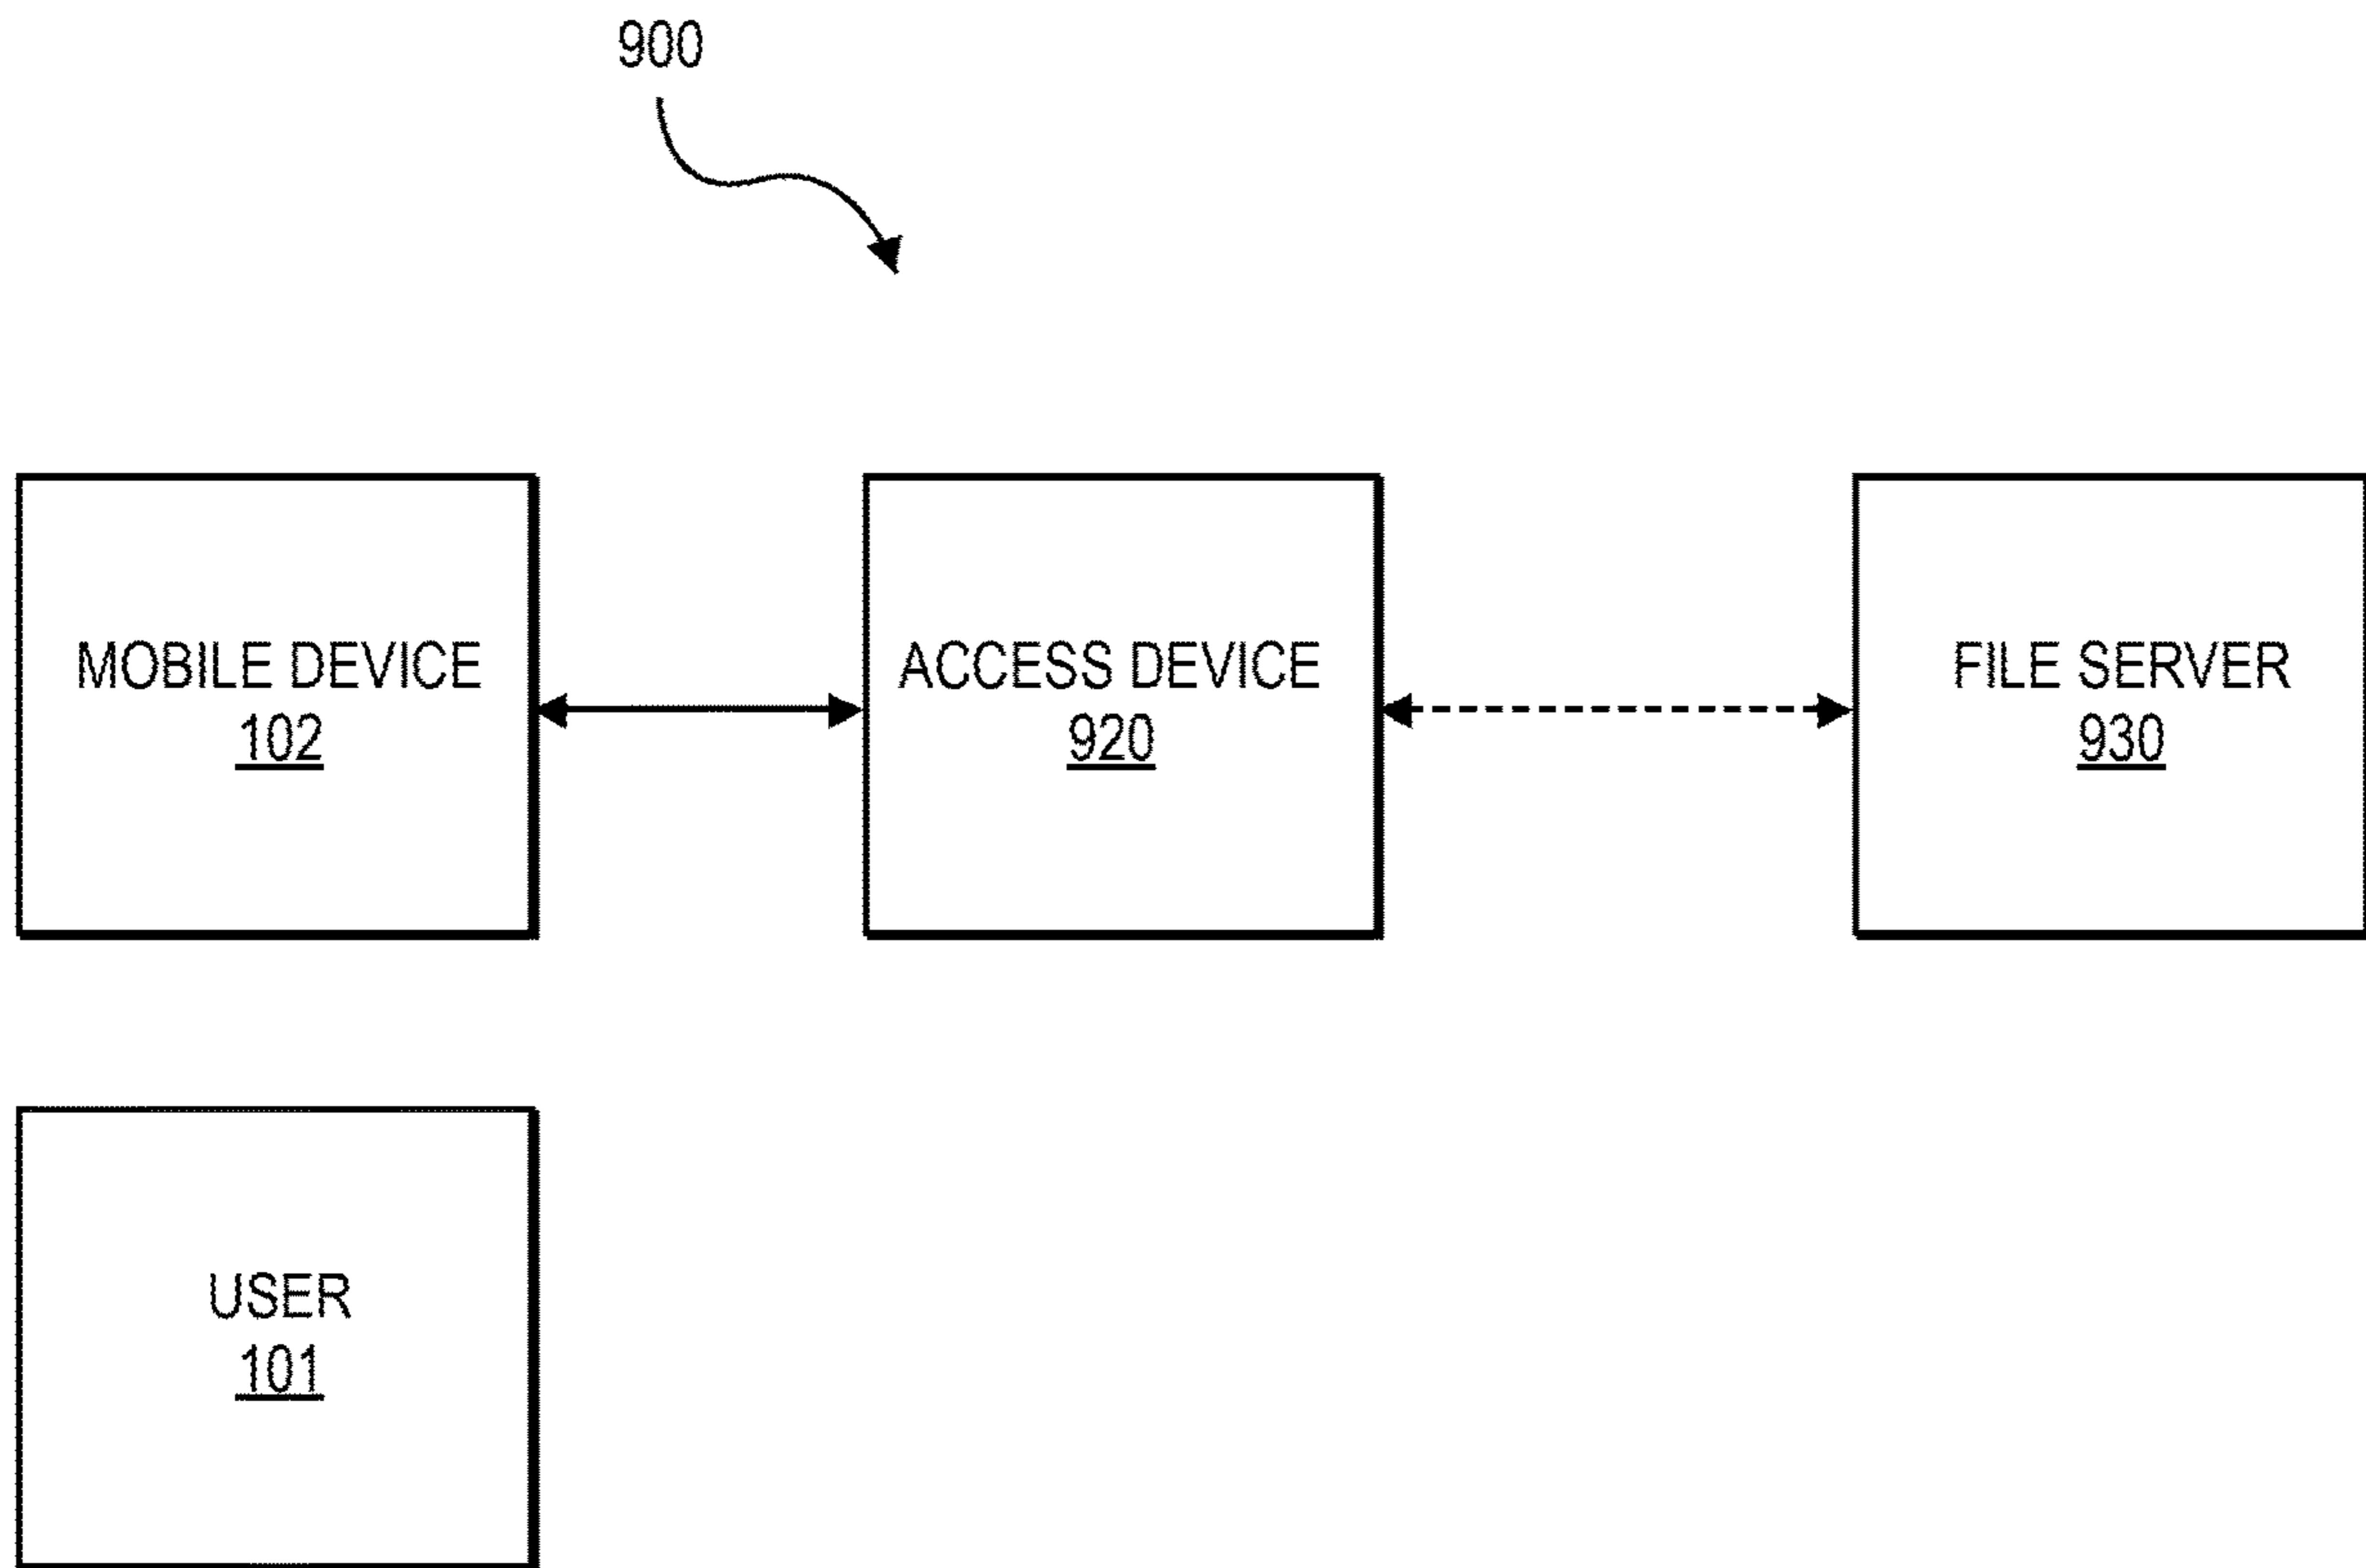 900
MOBILE DEVICE
102
ACCESS DEVICE
920
FILE SERVER
930
USER
101